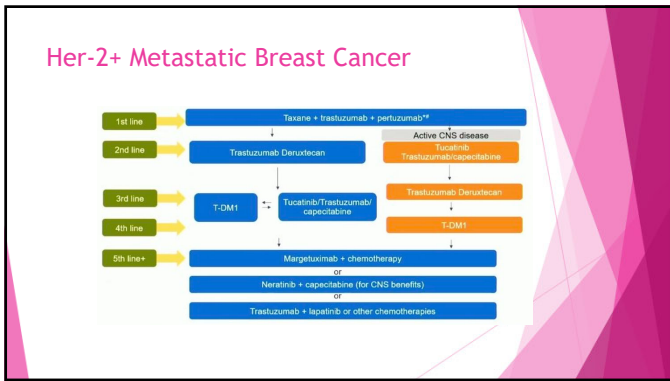 Her-2+ Metastatic Breast Cancer
1st line
Taxane + trastuzumab + pertuzumab*#
Active CNS disease
2nd line
Trastuzumab Deruxtecan
Tucatinib
Trastuzumab/capecitabine
3rd line
T-DM1
Tucatinib/Trastuzumab/
capecitabine
Trastuzumab Deruxtecan
4th line
T-DM1
5th line+
Margetuximab + chemotherapy
or
Neratinib + capecitabine (for CNS benefits)
or
Trastuzumab + lapatinib or other chemotherapies